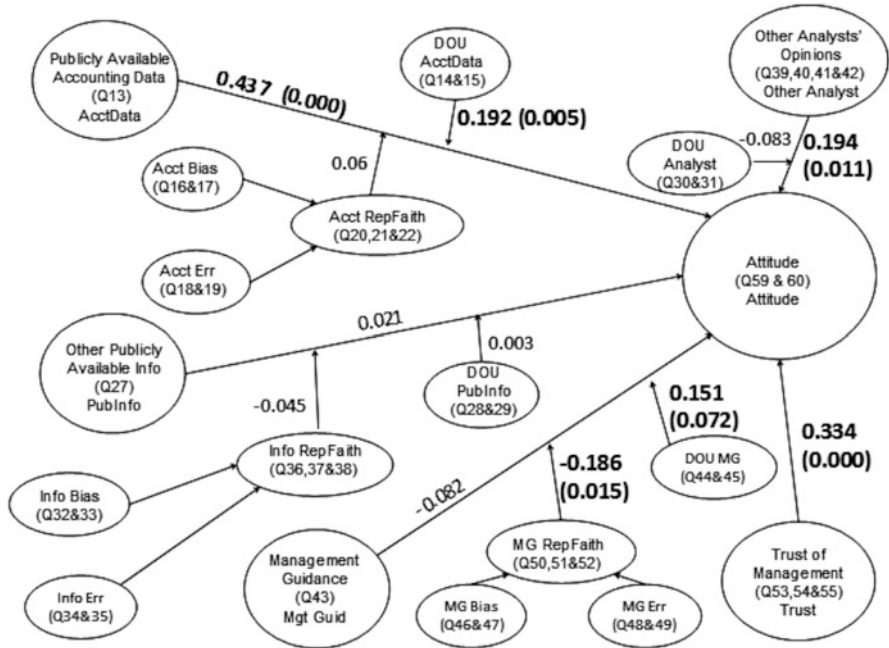 Publicly Available
Accounting Data
(Q13)
AcctData
0.437 (0.000)
DOU
AcctData
(Q14&15)
0.192 (0.005)
Other Analysts'
Opinions
(Q39,40,41&42)
Other Analyst
-0.083
0.194
(0.011)
DOU
Analyst
(Q30&31)
Acct Bias
(Q16&17)
0.06
Acct RepFaith
(Q20,21&22)
Acct Err
(Q18&19)
Attitude
(Q59 & 60)
Attitude
0.021
Other Publicly
Available Info
(Q27)
PubInfo
0.003
DOU
PubInfo
(Q28&29)
-0.045
0.151
(0.072)
0.334
(0.000)
Info RepFaith
(Q36,37&38)
-0.186
(0.015)
DOU MG
(Q44&45)
Info Bias
(Q32&33)
-0.082
Management
Guidance
(Q43)
Mgt Guid
MG RepFaith
(Q50,51&52)
Trust of
Management
(Q53,54&55)
Trust
Info Err
(Q34&35)
MG Bias
(Q46&47)
MG Err
(Q48&49)